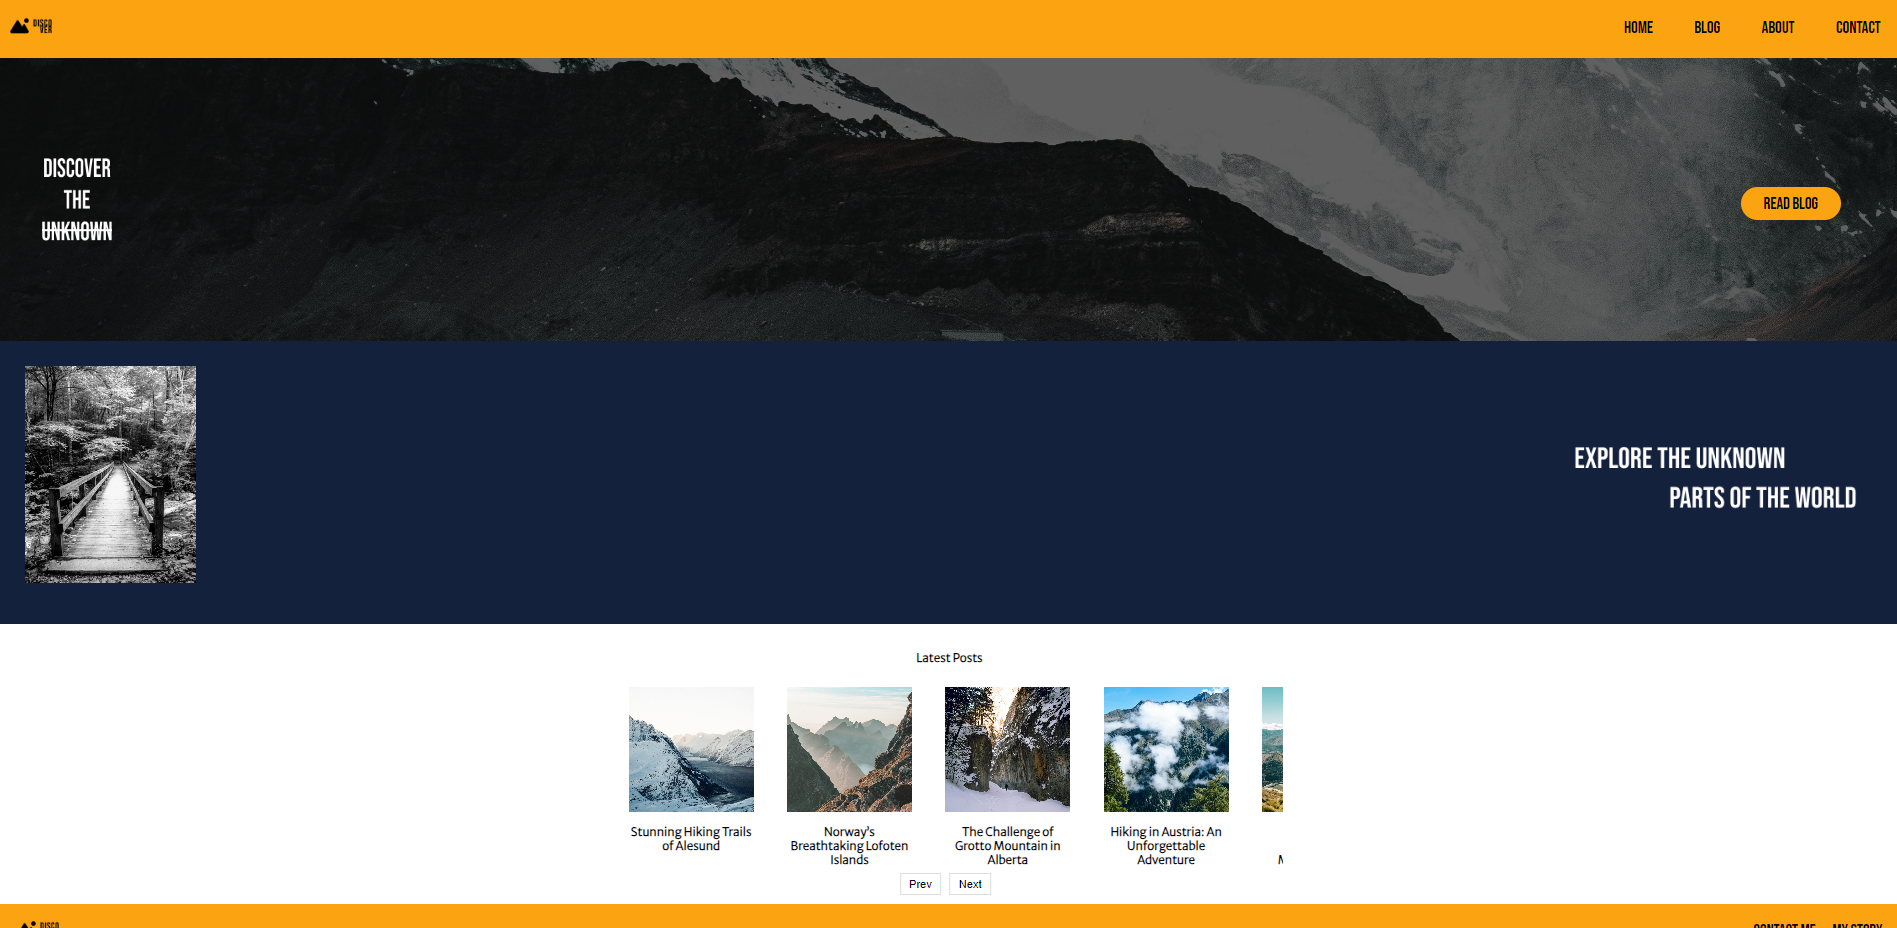 DISCO
VER
HOME
BLOG
ABOUT
CONTACT
DISCOVER
THE
UNKNOWN
READ BLOG
EXPLORE THE UNKNOWN
PARTS OF THE WORLD
Latest Posts
Stunning Hiking Trails
of Alesund
Norway's
Breathtaking Lofoten
Islands
The Challenge of
Grotto Mountain in
Alberta
Hiking in Austria: An
Unforgettable
Adventure
Prev
Next
DISCO
CONTACT ME
MY STORY